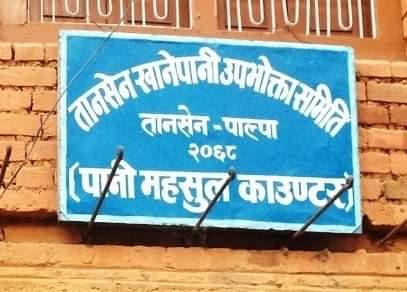 तानसेन खानेपानी उपभोक्ता समिति
तानसेन - पाल्पा
२०६८
(पानी महसुल काउण्टर)